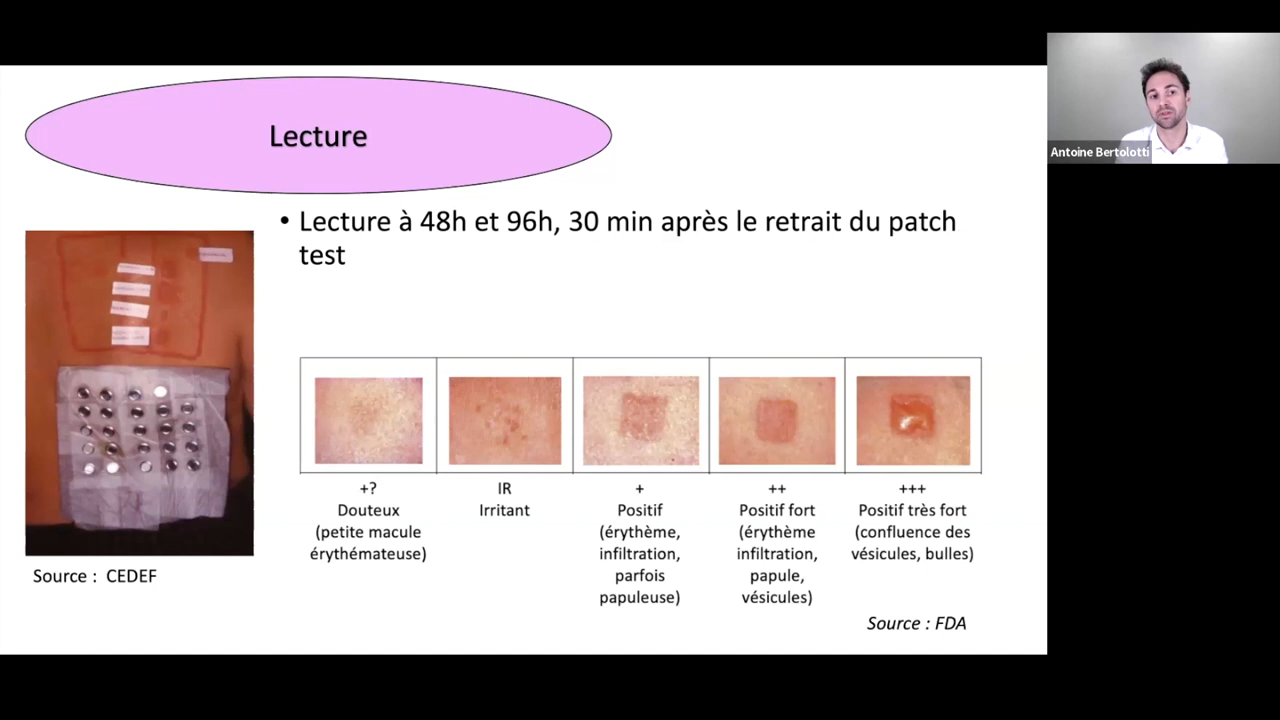 Lecture
Antoine Bertolotti
• Lecture à 48h et 96h, 30 min après le retrait du patch
test
+?
Douteux
(petite macule
érythémateuse)
IR
Irritant
+
Positif
(érythème,
infiltration,
parfois
papuleuse)
++
Positif fort
(érythème
infiltration,
papule,
vésicules)
+++
Positif très fort
(confluence des
vésicules, bulles)
Source : CEDEF
Source : FDA